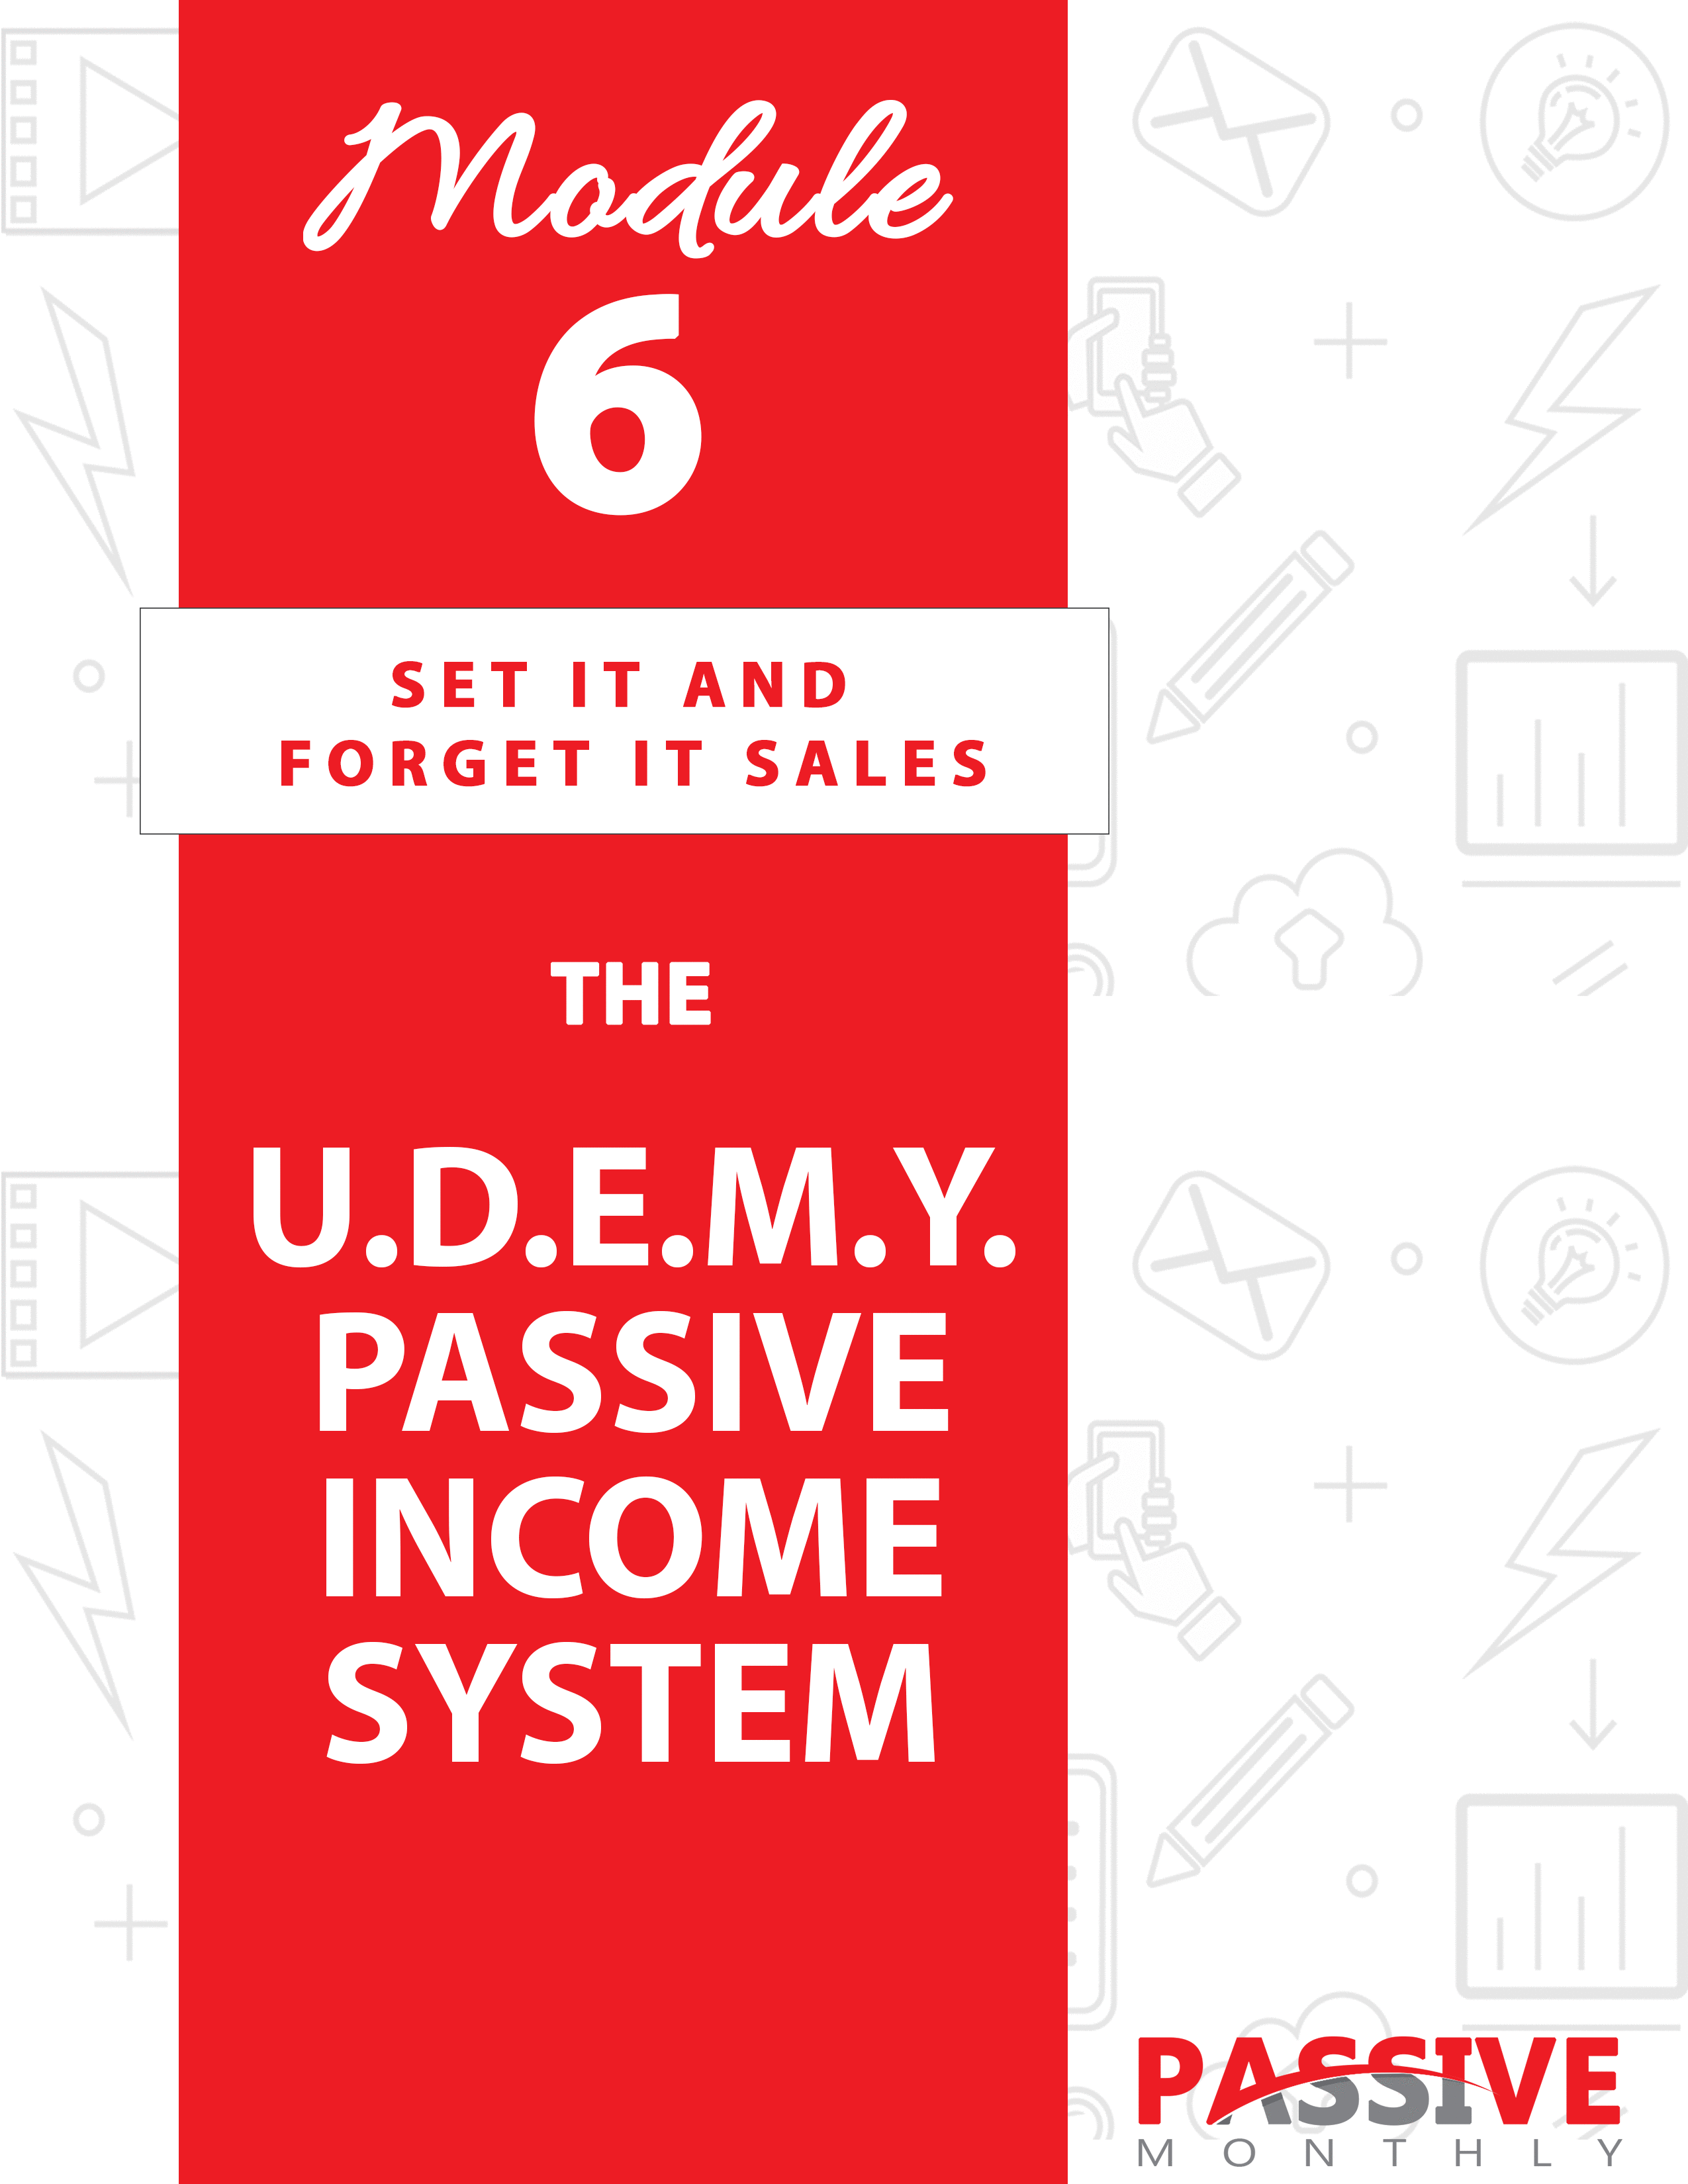 Module
6
SET IT AND
FORGET IT SALES
THE
U.D.E.M.Y.
PASSIVE
INCOME
SYSTEM
PASSIVE
MONTHLY